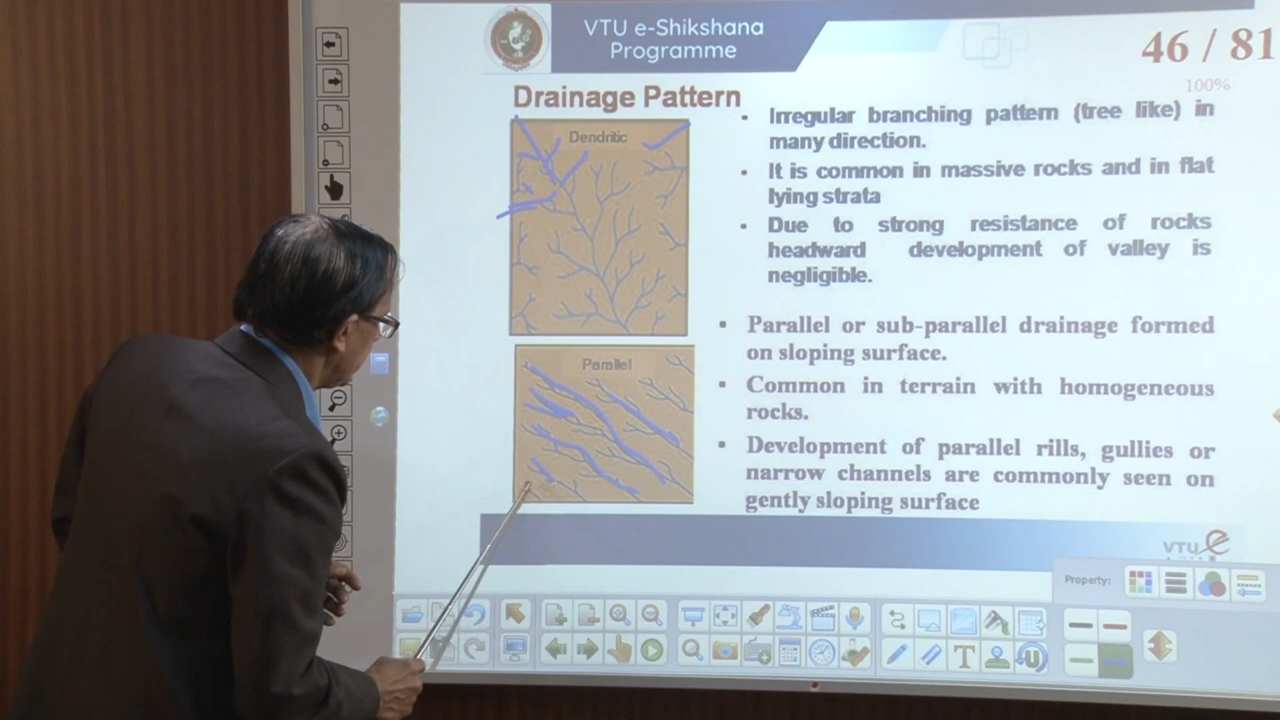 VTU e-Shikshana
Programme
46 / 81
100%
Drainage Pattern
Dendritic
• Irregular branching pattern (tree like) in
many direction.
• It is common in massive rocks and in flat
lying strata
• Due to strong resistance of rocks
headward development of valley is
negligible.
Parallel
• Parallel or sub-parallel drainage formed
on sloping surface.
• Common in terrain with homogeneous
rocks.
• Development of parallel rills, gullies or
narrow channels are commonly seen on
gently sloping surface
VTU e
Property:
T